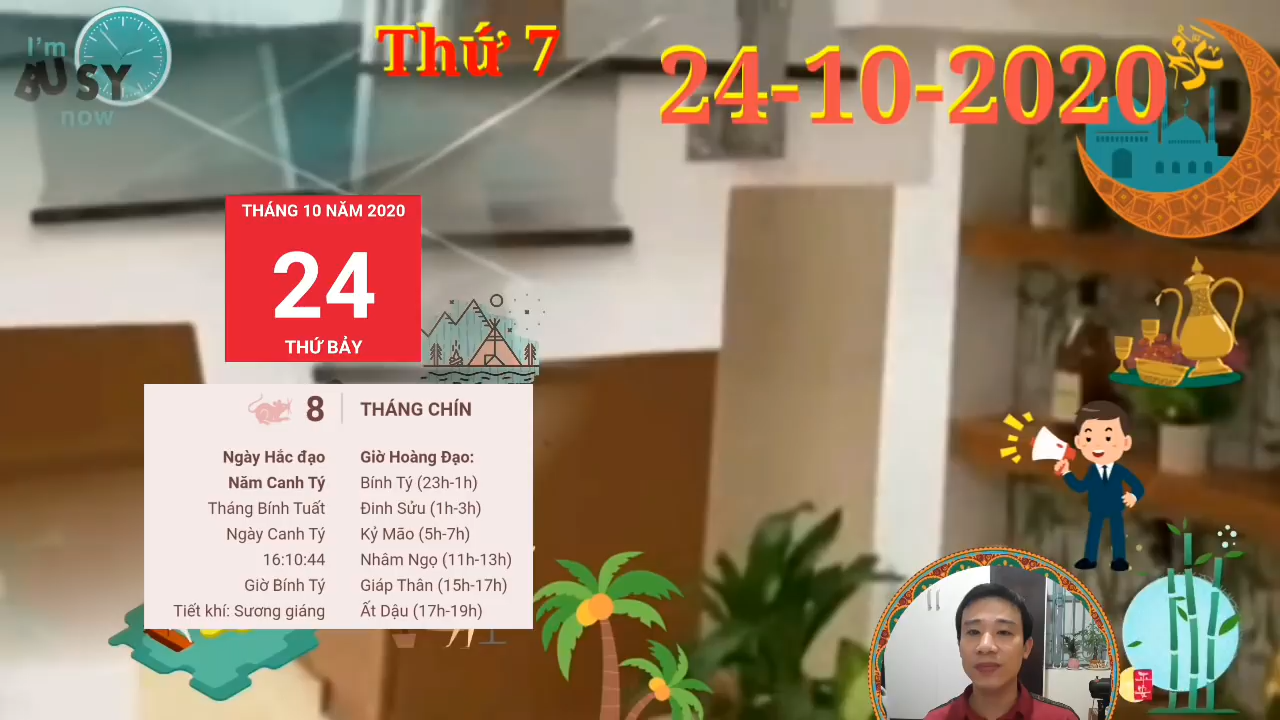 I'm
BUSY
now
Thứ 7
24-10-2020
THÁNG 10 NĂM 2020
24
THỨ BẢY
8
THÁNG CHÍN
Ngày Hắc đạo
Năm Canh Tý
Tháng Bính Tuất
Ngày Canh Tý
16:10:44
Giờ Bính Tý
Tiết khí: Sương giáng
Giờ Hoàng Đạo:
Bính Tý (23h-1h)
Đinh Sửu (1h-3h)
Kỷ Mão (5h-7h)
Nhâm Ngọ (11h-13h)
Giáp Thân (15h-17h)
Ất Dậu (17h-19h)